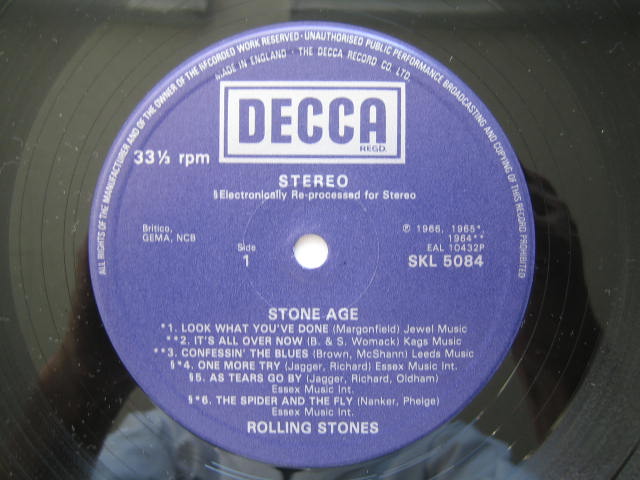 ALL RIGHTS OF THE MANUFACTURER AND OF THE OWNER OF THE RECORDED WORK RESERVED · UNAUTHORISED PUBLIC PERFORMANCE BROADCASTING AND COPYING OF THIS RECORD PROHIBITED
MADE IN ENGLAND · THE DECCA RECORD CO. LTD.
DECCA
REGD.
33⅓ rpm
STEREO
§Electronically Re-processed for Stereo
Britico,
GEMA, NCB
Side
1
℗ 1966, 1965*,
1964**
EAL 10432P
SKL 5084
STONE AGE
*1. LOOK WHAT YOU'VE DONE (Margonfield) Jewel Music
**2. IT'S ALL OVER NOW (B. & S. Womack) Kags Music
**3. CONFESSIN' THE BLUES (Brown, McShann) Leeds Music
§*4. ONE MORE TRY (Jagger, Richard) Essex Music Int.
§5. AS TEARS GO BY (Jagger, Richard, Oldham)
Essex Music Int.
§*6. THE SPIDER AND THE FLY (Nanker, Phelge)
Essex Music Int.
ROLLING STONES